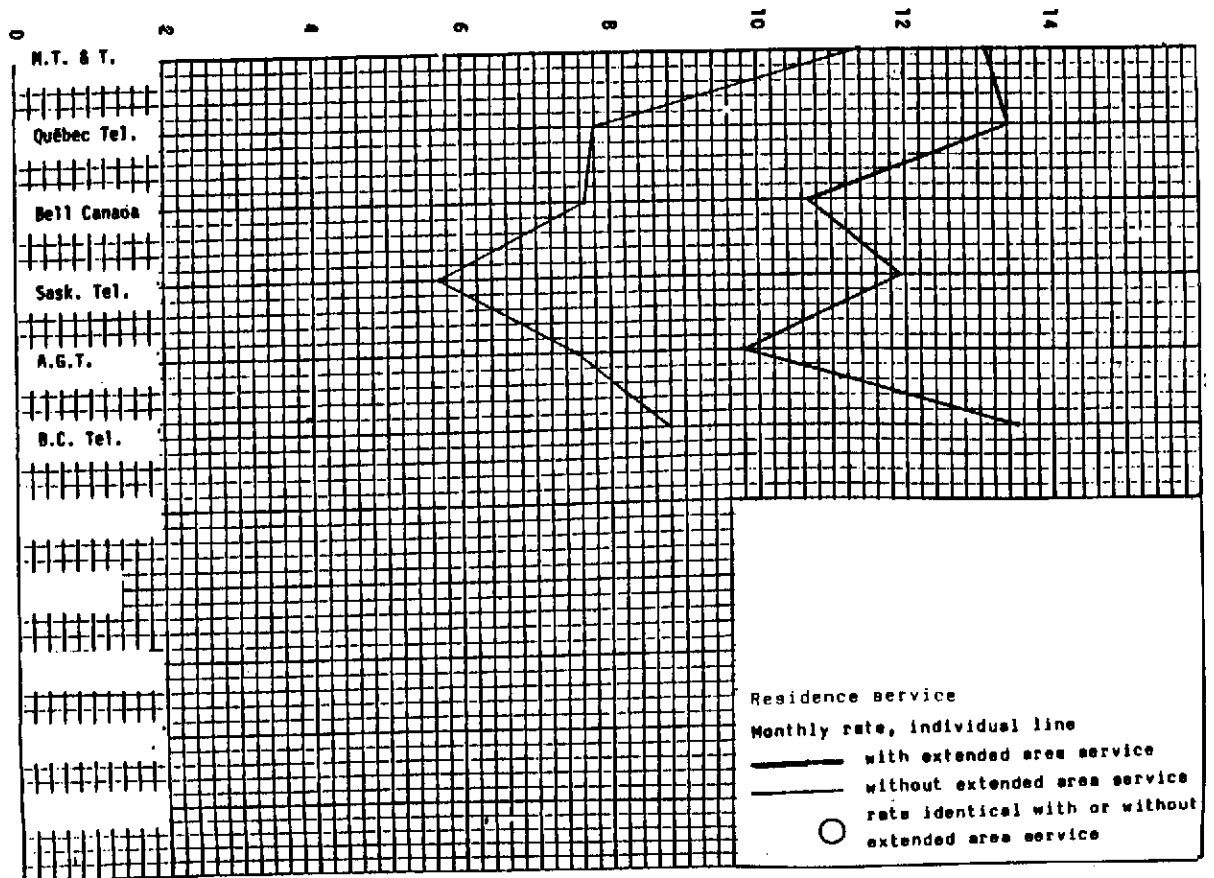 0 2 4 6 8 10 12 14
M.T. & T.
Québec Tel.
Bell Canada
Sask. Tel.
A.G.T.
B.C. Tel.
Residence service
Monthly rate, individual line
with extended area service
without extended area service
rate identical with or without
extended area service